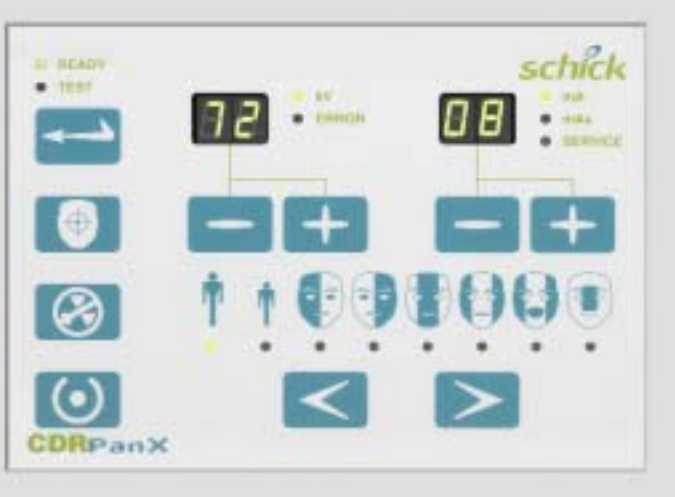 READY
TEST
72
kV
ERROR
08
schick
mA
mAs
SERVICE
CDRPanX